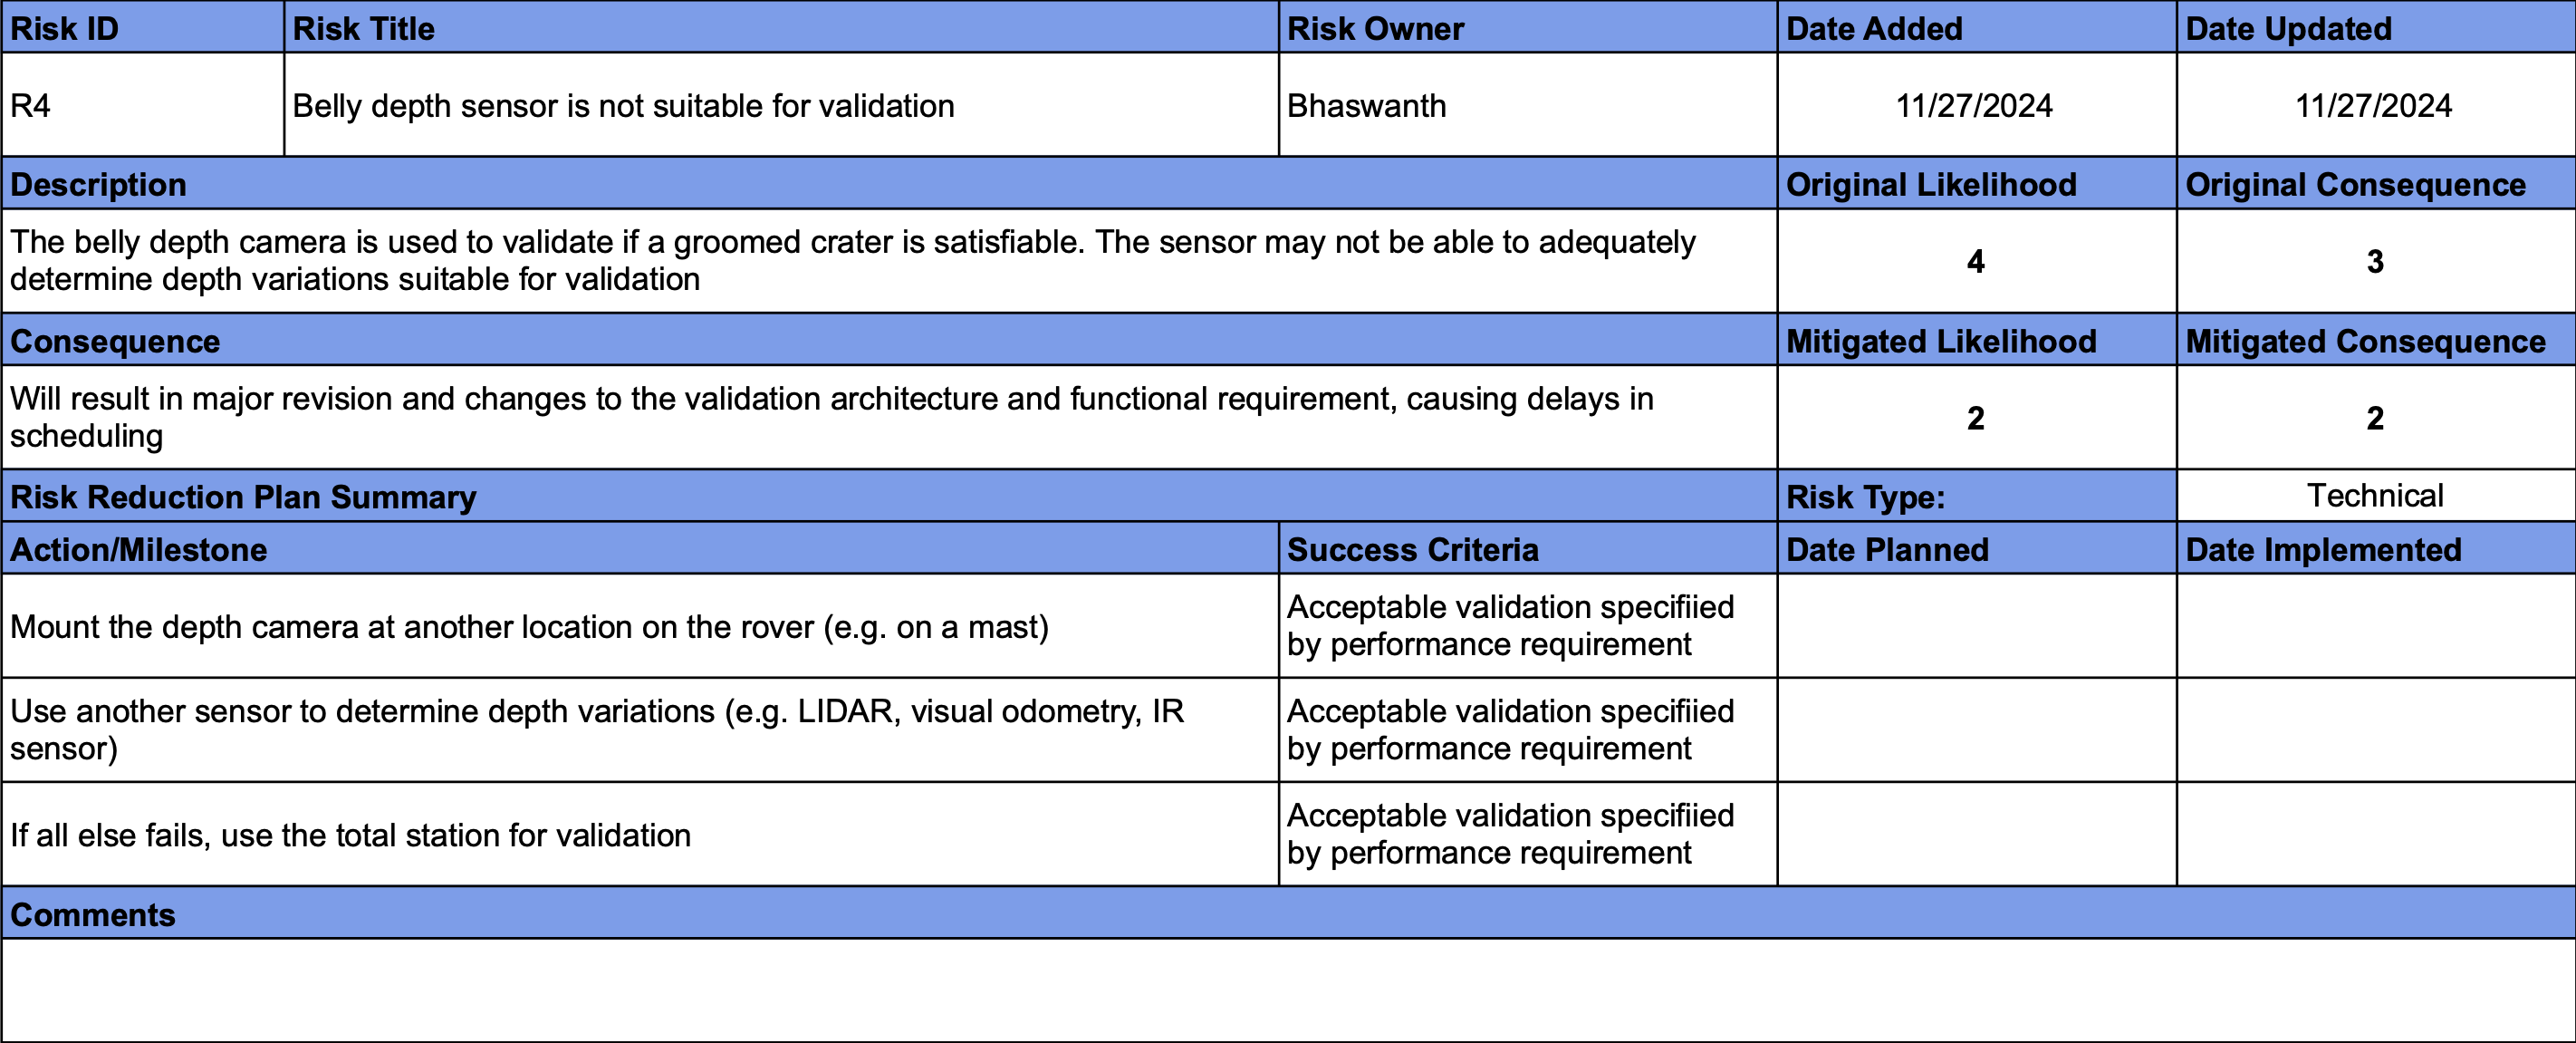 Risk ID Risk Title Risk Owner Date Added Date Updated
R4 Belly depth sensor is not suitable for validation Bhaswanth 11/27/2024 11/27/2024
Description Original Likelihood Original Consequence
The belly depth camera is used to validate if a groomed crater is satisfiable. The sensor may not be able to adequately
determine depth variations suitable for validation
4 3
Consequence Mitigated Likelihood Mitigated Consequence
Will result in major revision and changes to the validation architecture and functional requirement, causing delays in
scheduling
2 2
Risk Reduction Plan Summary Risk Type: Technical
Action/Milestone Success Criteria Date Planned Date Implemented
Mount the depth camera at another location on the rover (e.g. on a mast)
Acceptable validation specifiied
by performance requirement
Use another sensor to determine depth variations (e.g. LIDAR, visual odometry, IR
sensor)
Acceptable validation specifiied
by performance requirement
If all else fails, use the total station for validation
Acceptable validation specifiied
by performance requirement
Comments